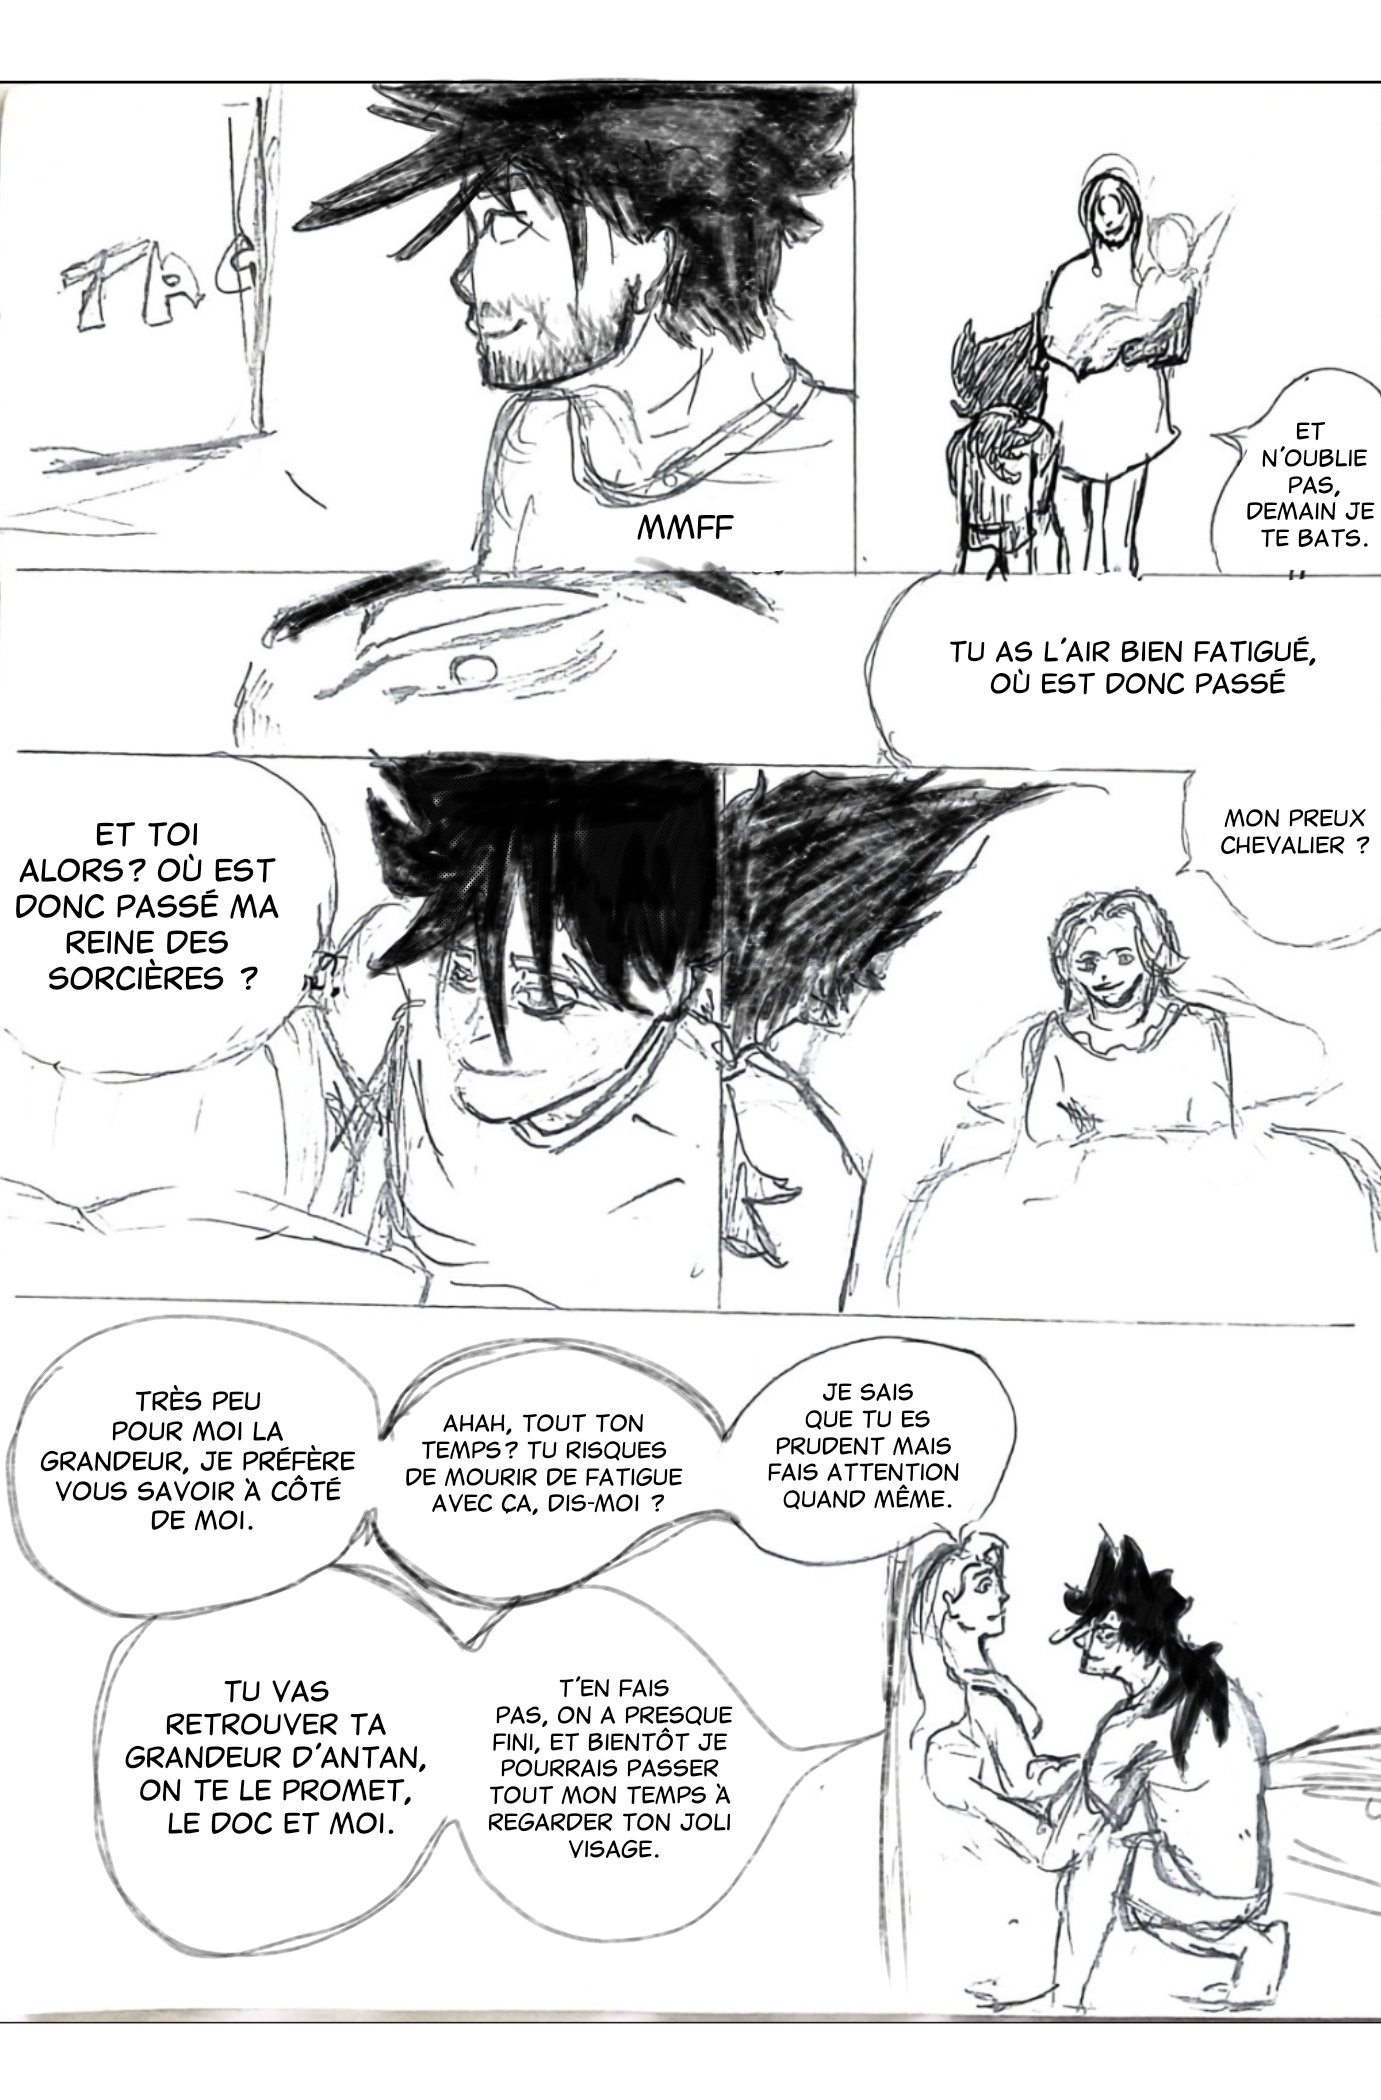 ET
N'OUBLIE
PAS,
DEMAIN JE
TE BATS.
TAC
MMFF
TU AS L'AIR BIEN FATIGUÉ,
OÙ EST DONC PASSÉ
MON PREUX
CHEVALIER ?
ET TOI
ALORS? OÙ EST
DONC PASSÉ MA
REINE DES
SORCIÈRES ?
JE SAIS
QUE TU ES
PRUDENT MAIS
FAIS ATTENTION
QUAND MÊME.
T'EN FAIS
PAS, ON A PRESQUE
FINI, ET BIENTÔT JE
POURRAIS PASSER
TOUT MON TEMPS À
REGARDER TON JOLI
VISAGE.
AHAH, TOUT TON
TEMPS? TU RISQUES
DE MOURIR DE FATIGUE
AVEC ÇA, DIS-MOI ?
TU VAS
RETROUVER TA
GRANDEUR D'ANTAN,
ON TE LE PROMET,
LE DOC ET MOI.
TRÈS PEU
POUR MOI LA
GRANDEUR, JE PRÉFÈRE
VOUS SAVOIR À CÔTÉ
DE MOI.